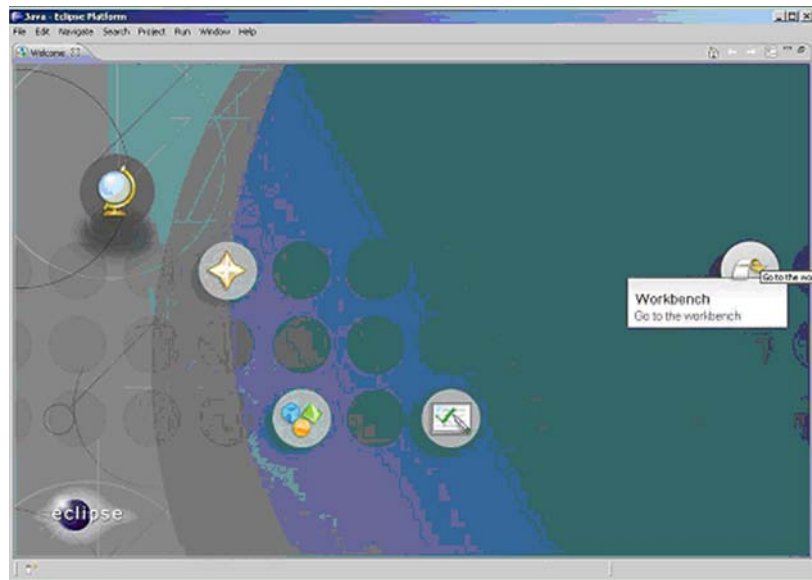 Java - Eclipse Platform
File Edit Navigate Search Project Run Window Help
Welcome
Go to the wo
Workbench
Go to the workbench
eclipse